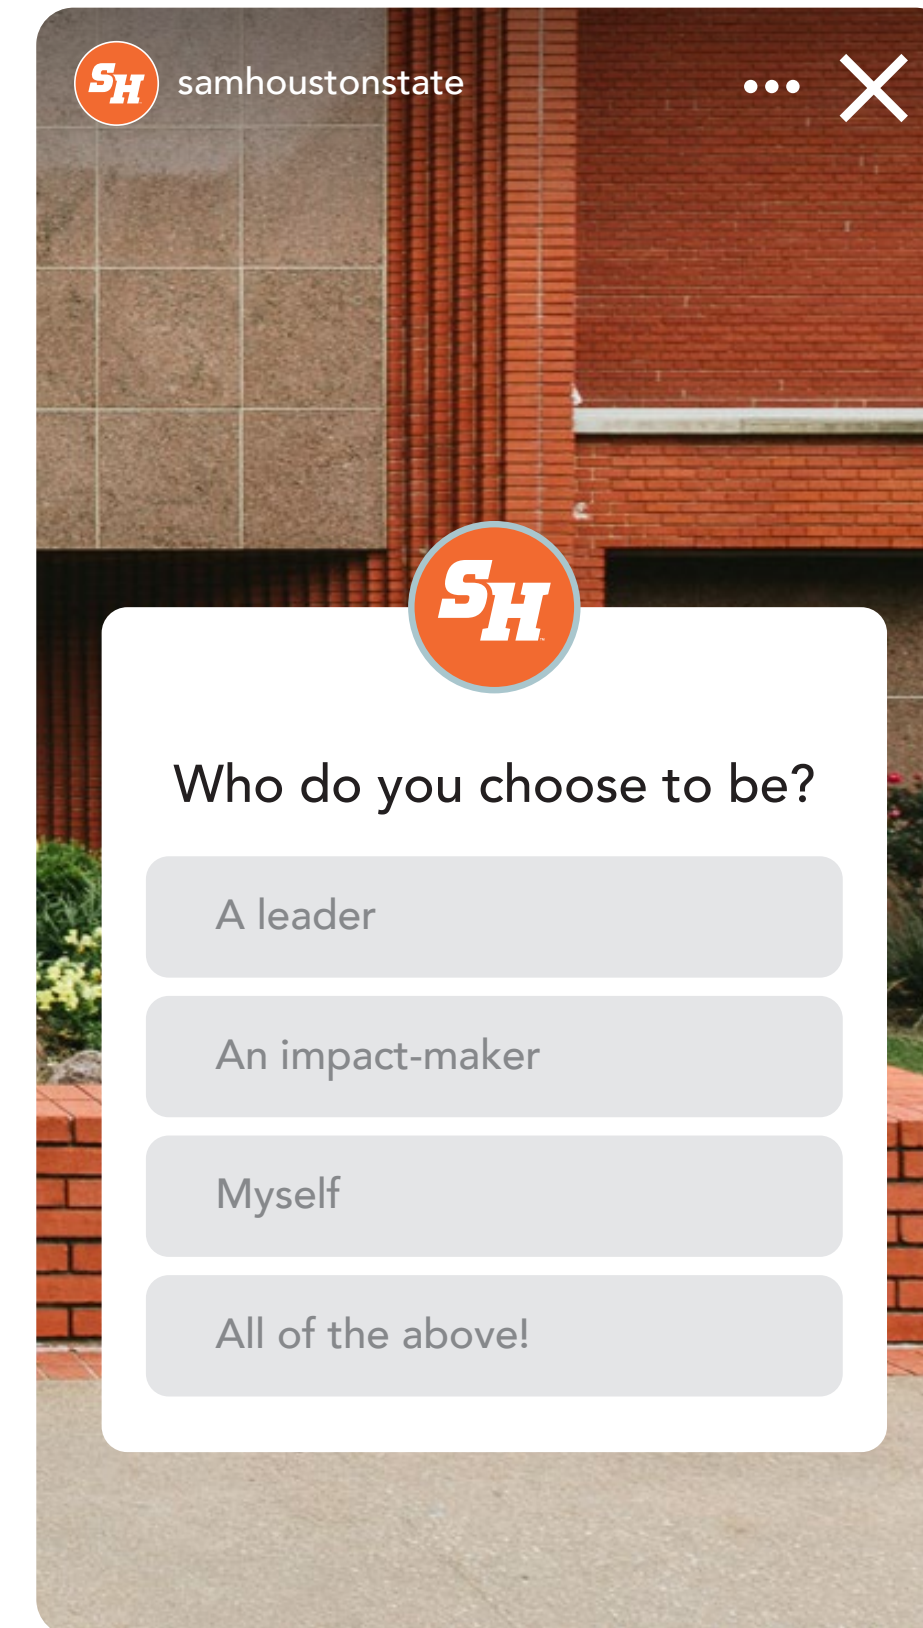 SH samhoustonstate
SH
Who do you choose to be?
A leader
An impact-maker
Myself
All of the above!